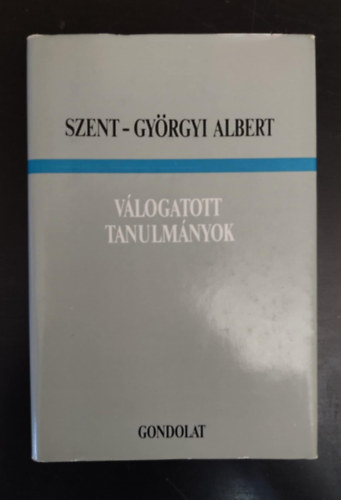 SZENT-GYÖRGYI ALBERT
VÁLOGATOTT
TANULMÁNYOK
GONDOLAT